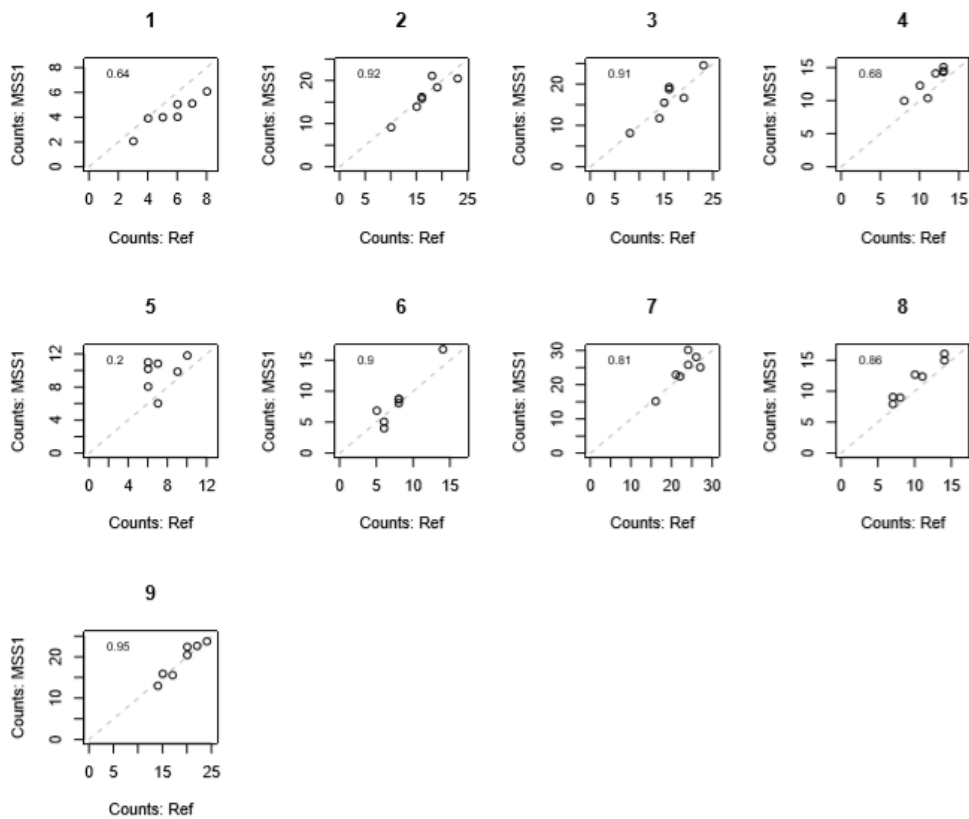 1
0.64
Counts: MSS1
0 2 4 6 8
0 2 4 6 8
Counts: Ref
2
0.92
Counts: MSS1
0 10 20
0 5 15 25
Counts: Ref
3
0.91
Counts: MSS1
0 10 20
0 5 15 25
Counts: Ref
4
0.68
Counts: MSS1
0 5 10 15
0 5 10 15
Counts: Ref
5
0.2
Counts: MSS1
0 4 8 12
0 4 8 12
Counts: Ref
6
0.9
Counts: MSS1
0 5 10 15
0 5 10 15
Counts: Ref
7
0.81
Counts: MSS1
0 10 20 30
0 10 20 30
Counts: Ref
8
0.86
Counts: MSS1
0 5 10 15
0 5 10 15
Counts: Ref
9
0.95
Counts: MSS1
0 10 20
0 5 15 25
Counts: Ref